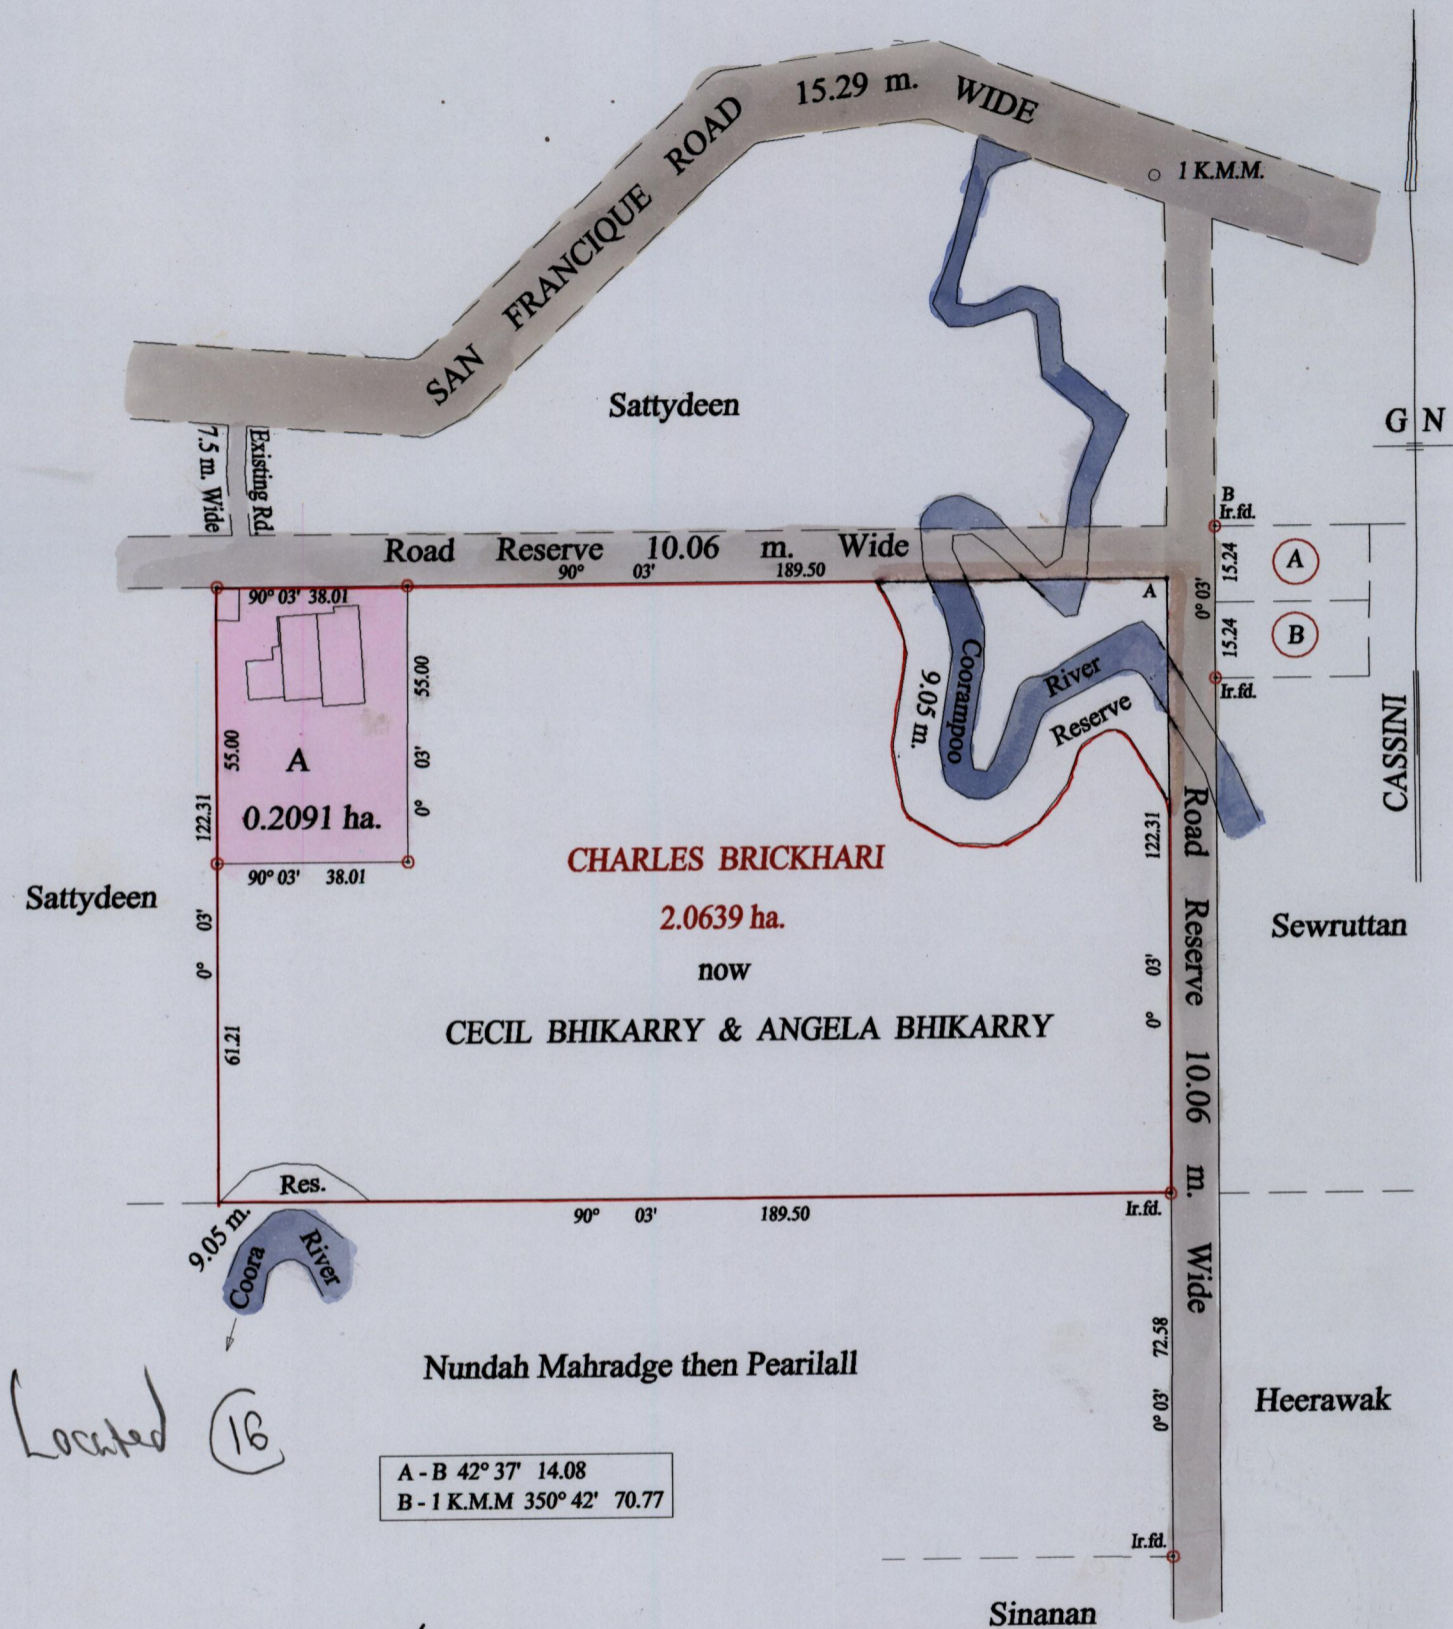 SAN FRANCIQUE ROAD 15.29 m. WIDE
1 K.M.M.
Sattydeen
G N
Existing Rd.
7.5 m. Wide
B
Ir.fd.
Road Reserve 10.06 m. Wide
90° 03' 189.50
15.24
A
0° 03'
90° 03' 38.01
A
15.24
B
Ir.fd.
55.00
03'
0°
55.00
A
0.2091 ha.
90° 03' 38.01
Coorampoo
River
Reserve
9.05 m.
CASSINI
122.31
03'
0°
61.21
Sattydeen
CHARLES BRICKHARI
2.0639 ha.
now
CECIL BHIKARRY & ANGELA BHIKARRY
122.31
03'
0°
Road Reserve 10.06 m. Wide
Sewruttan
Res.
9.05 m.
90° 03' 189.50
Ir.fd.
Coora River
Nundah Mahradge then Pearilall
72.58
0° 03'
Heerawak
Located 16
A - B 42° 37' 14.08
B - 1 K.M.M 350° 42' 70.77
Ir.fd.
Sinanan